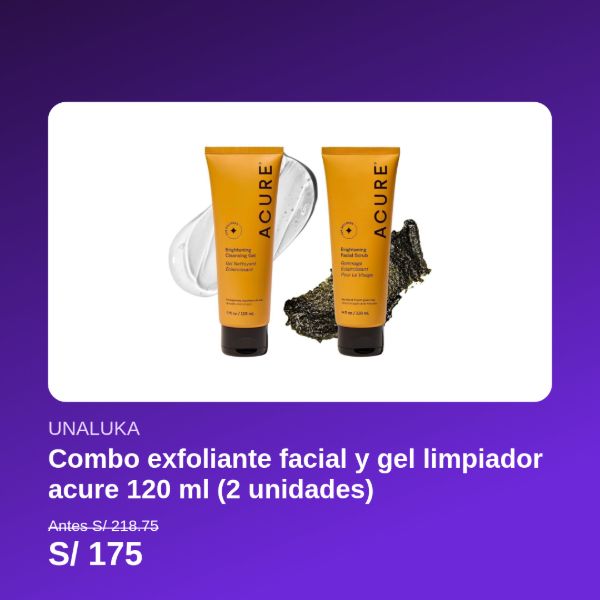 ACURE
Brightening
Cleansing Gel
Gel Nettoyant
Éclaircissant
ACURE
Brightening
Facial Scrub
Gommage
Éclaircissant
Pour Le Visage
UNALUKA
Combo exfoliante facial y gel limpiador
acure 120 ml (2 unidades)
Antes S/ 218.75
S/ 175